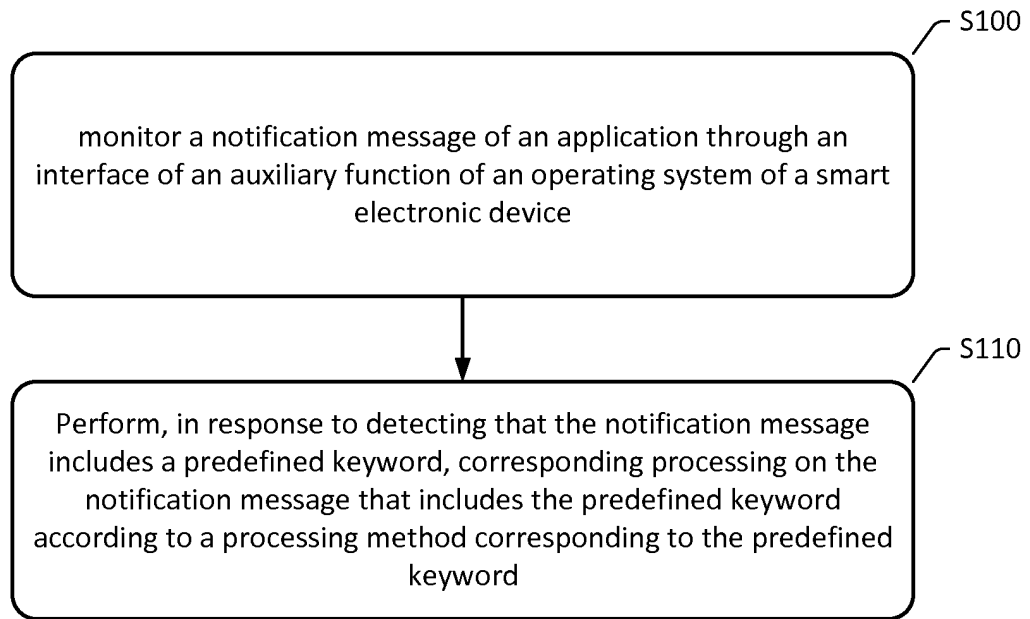 S100
monitor a notification message of an application through an
interface of an auxiliary function of an operating system of a smart
electronic device
S110
Perform, in response to detecting that the notification message
includes a predefined keyword, corresponding processing on the
notification message that includes the predefined keyword
according to a processing method corresponding to the predefined
keyword